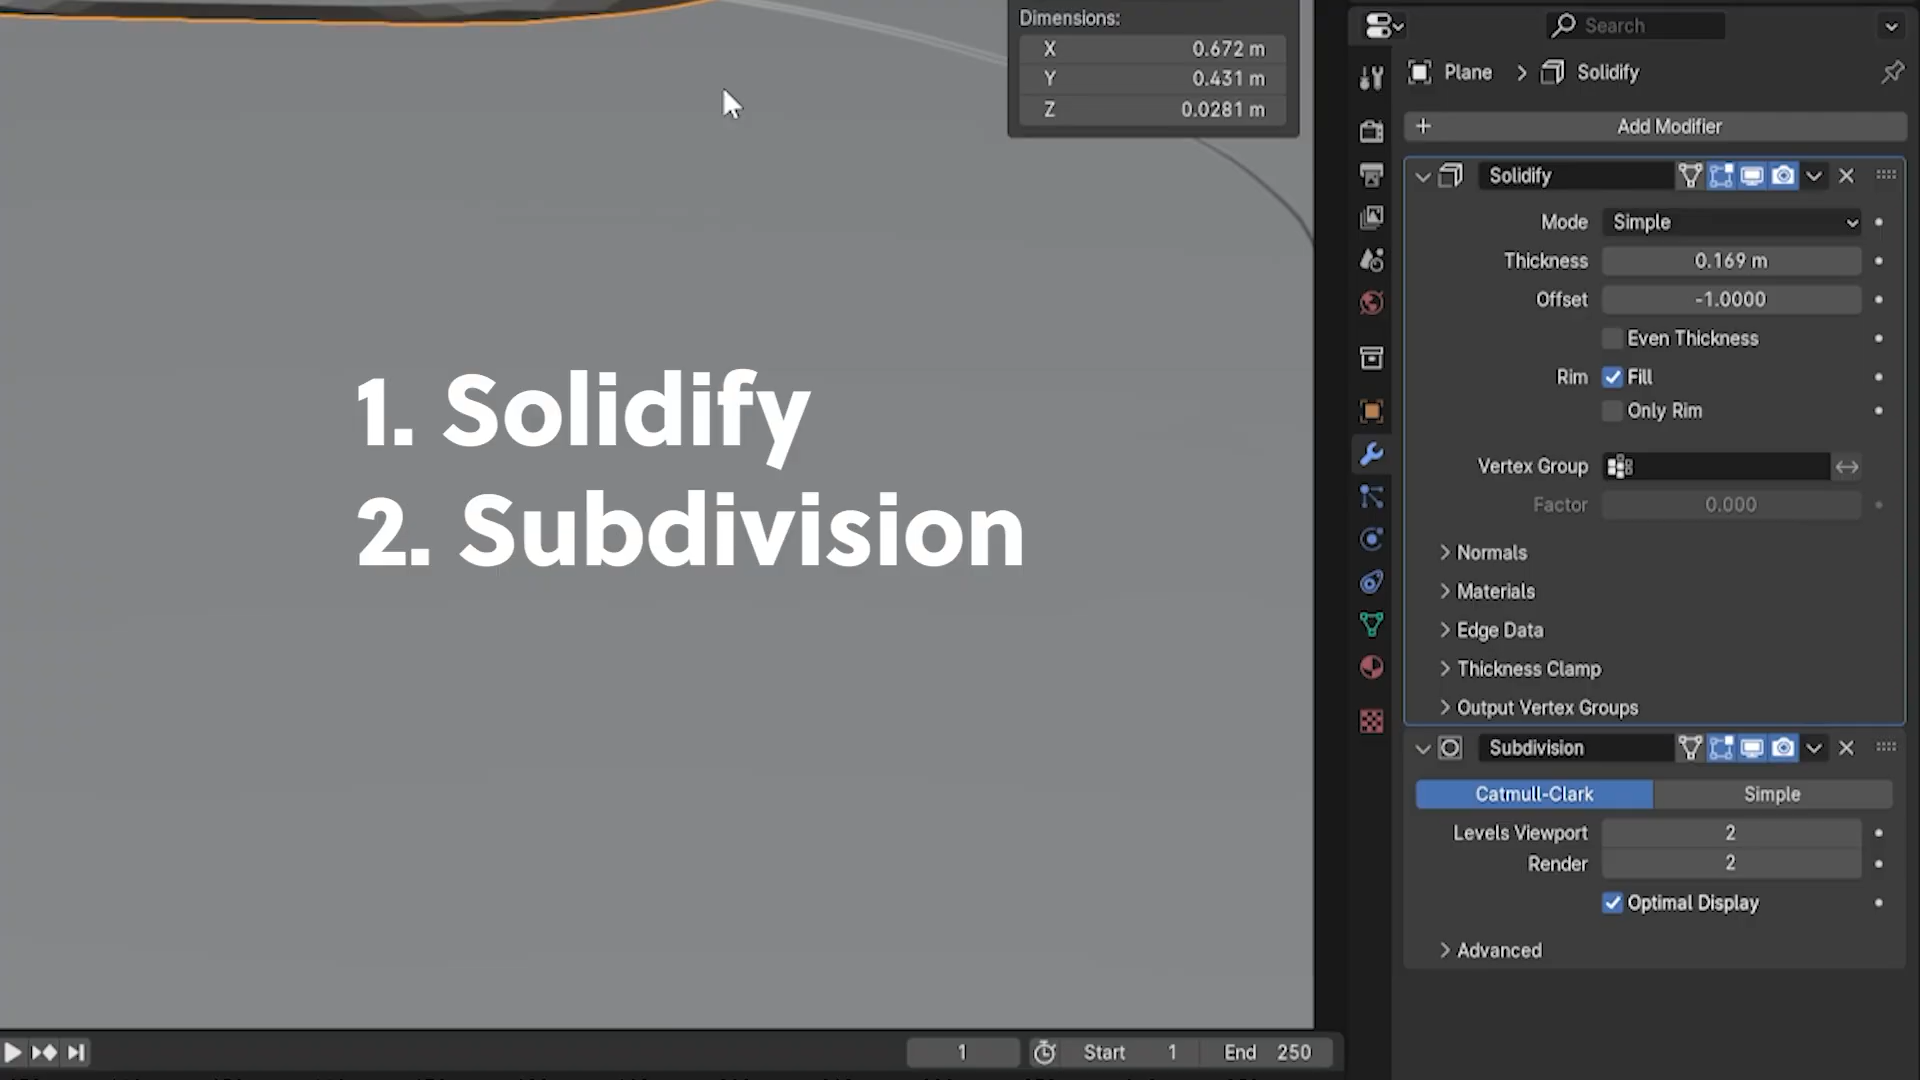 Dimensions:
X 0.672 m
Y 0.431 m
Z 0.0281 m
1. Solidify
2. Subdivision
1
Start 1
End 250
Search
Plane > Solidify
+ Add Modifier
Solidify
Mode Simple
Thickness 0.169 m
Offset -1.0000
Even Thickness
Rim Fill
Only Rim
Vertex Group
Factor 0.000
Normals
Materials
Edge Data
Thickness Clamp
Output Vertex Groups
Subdivision
Catmull-Clark Simple
Levels Viewport 2
Render 2
Optimal Display
Advanced